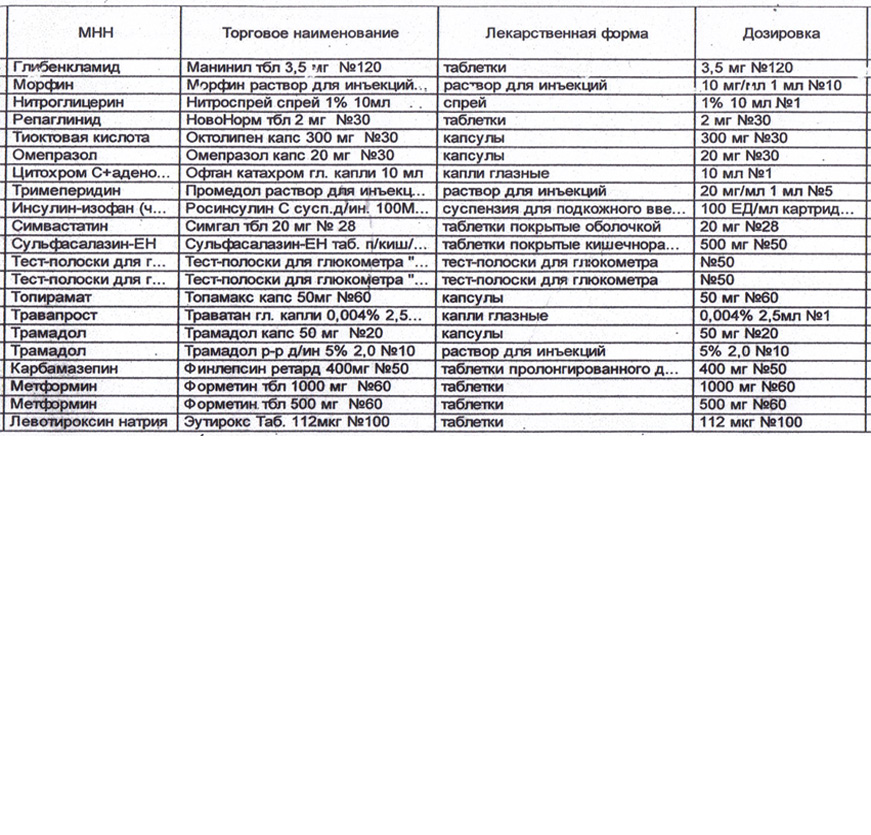 МНН Торговое наименование Лекарственная форма Дозировка
Глибенкламид Манинил тбл 3,5 мг №120 таблетки 3,5 мг №120
Морфин Морфин раствор для инъекций... раствор для инъекций 10 мг/мл 1 мл №10
Нитроглицерин Нитроспрей спрей 1% 10мл спрей 1% 10 мл №1
Репаглинид НовоНорм тбл 2 мг №30 таблетки 2 мг №30
Тиоктовая кислота Октолипен капс 300 мг №30 капсулы 300 мг №30
Омепразол Омепразол капс 20 мг №30 капсулы 20 мг №30
Цитохром С+адено... Офтан катахром гл. капли 10 мл капли глазные 10 мл №1
Тримеперидин Промедол раствор для инъекц... раствор для инъекций 20 мг/мл 1 мл №5
Инсулин-изофан (ч... Росинсулин С сусп.д/ин. 100М... суспензия для подкожного вве... 100 ЕД/мл картрид...
Симвастатин Симгал тбл 20 мг № 28 таблетки покрытые оболочкой 20 мг №28
Сульфасалазин-ЕН Сульфасалазин-ЕН таб. п/киш/... таблетки покрытые кишечнора... 500 мг №50
Тест-полоски для г... Тест-полоски для глюкометра "... тест-полоски для глюкометра №50
Тест-полоски для г... Тест-полоски для глюкометра "... тест-полоски для глюкометра №50
Топирамат Топамакс капс 50мг №60 капсулы 50 мг №60
Травапрост Траватан гл. капли 0,004% 2,5... капли глазные 0,004% 2,5мл №1
Трамадол Трамадол капс 50 мг №20 капсулы 50 мг №20
Трамадол Трамадол р-р д/ин 5% 2,0 №10 раствор для инъекций 5% 2,0 №10
Карбамазепин Финлепсин ретард 400мг №50 таблетки пролонгированного д... 400 мг №50
Метформин Форметин тбл 1000 мг №60 таблетки 1000 мг №60
Метформин Форметин тбл 500 мг №60 таблетки 500 мг №60
Левотироксин натрия Эутирокс Таб. 112мкг №100 таблетки 112 мкг №100